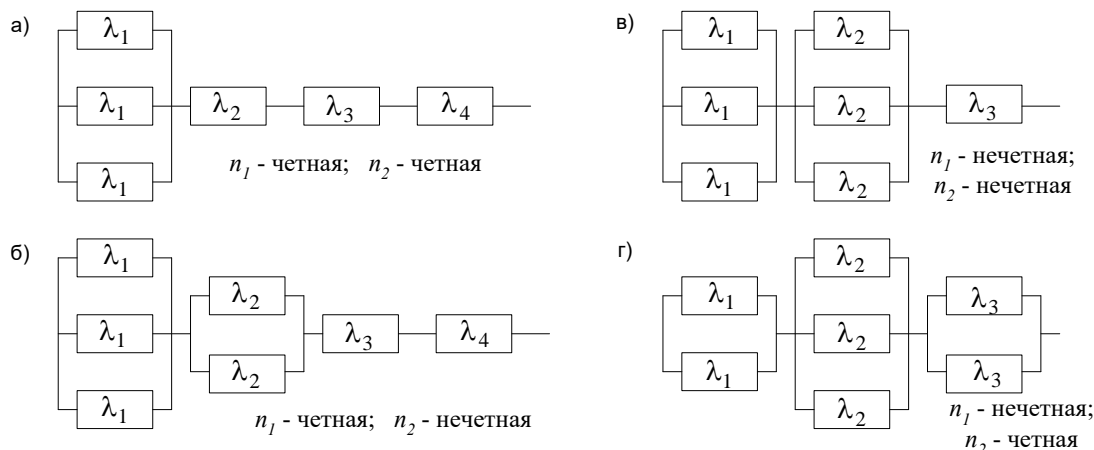 а)
λ1
λ1
λ2
λ3
λ4
λ1
n1 - четная; n2 - четная
б)
λ1
λ2
λ1
λ3
λ4
λ2
λ1
n1 - четная; n2 - нечетная
в)
λ1
λ2
λ1
λ2
λ3
λ1
λ2
n1 - нечетная;
n2 - нечетная
г)
λ2
λ1
λ3
λ2
λ1
λ3
λ2
n1 - нечетная;
n2 - четная